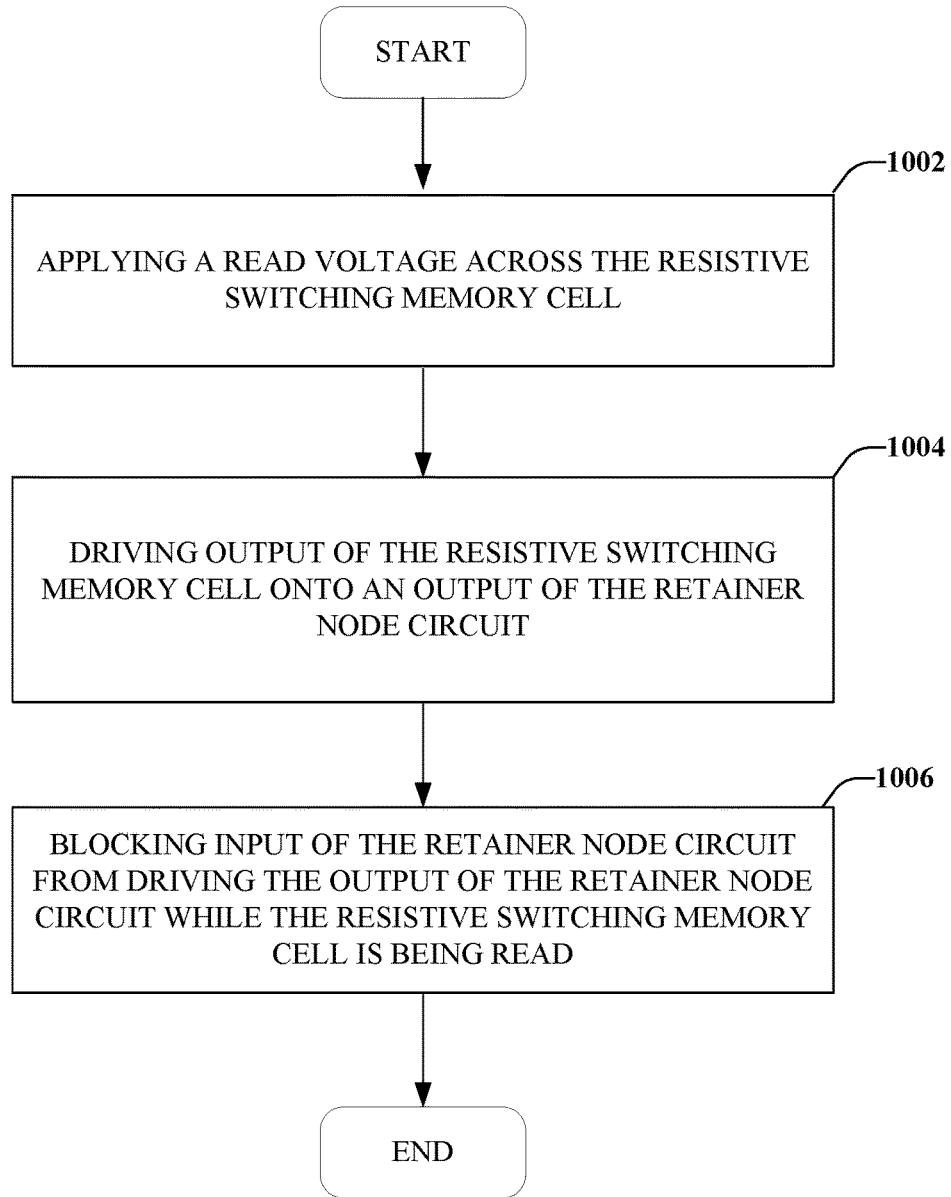 START
1002
APPLYING A READ VOLTAGE ACROSS THE RESISTIVE
SWITCHING MEMORY CELL
1004
DRIVING OUTPUT OF THE RESISTIVE SWITCHING
MEMORY CELL ONTO AN OUTPUT OF THE RETAINER
NODE CIRCUIT
1006
BLOCKING INPUT OF THE RETAINER NODE CIRCUIT
FROM DRIVING THE OUTPUT OF THE RETAINER NODE
CIRCUIT WHILE THE RESISTIVE SWITCHING MEMORY
CELL IS BEING READ
END